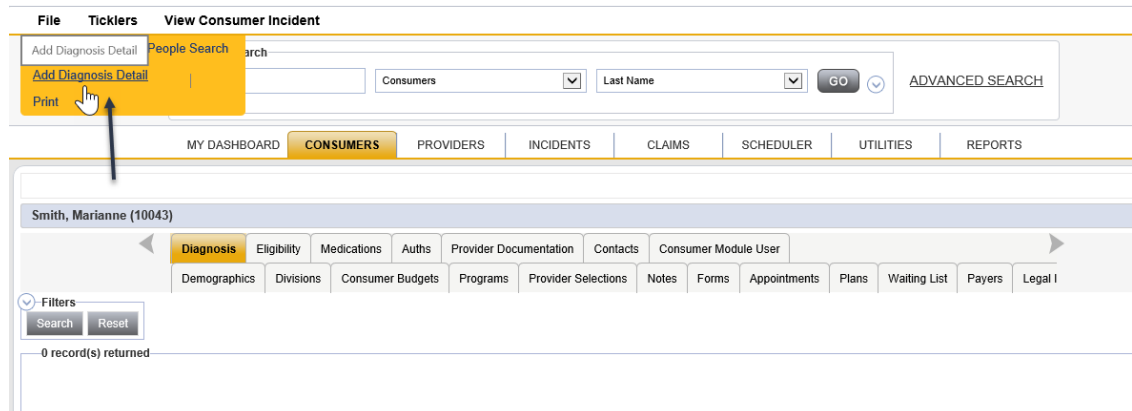 File Ticklers View Consumer Incident
Add Diagnosis Detail People Search
arch
Add Diagnosis Detail
Consumers Last Name GO ADVANCED SEARCH
Print
MY DASHBOARD CONSUMERS PROVIDERS INCIDENTS CLAIMS SCHEDULER UTILITIES REPORTS
Smith, Marianne (10043)
Diagnosis Eligibility Medications Auths Provider Documentation Contacts Consumer Module User
Demographics Divisions Consumer Budgets Programs Provider Selections Notes Forms Appointments Plans Waiting List Payers Legal
Filters
Search Reset
0 record(s) returned